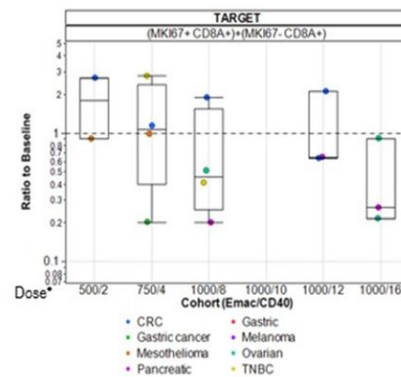 TARGET
(MKI67+ CD8A+)+(MKI67- CD8A+)
Ratio to Baseline
5
4
3
2
1
0.8
0.7
0.6
0.5
0.4
0.3
0.2
0.1
0.08
0.07
Dose* 500/2 750/4 1000/8 1000/10 1000/12 1000/16
Cohort (Emac/CD40)
CRC Gastric
Gastric cancer Melanoma
Mesothelioma Ovarian
Pancreatic TNBC